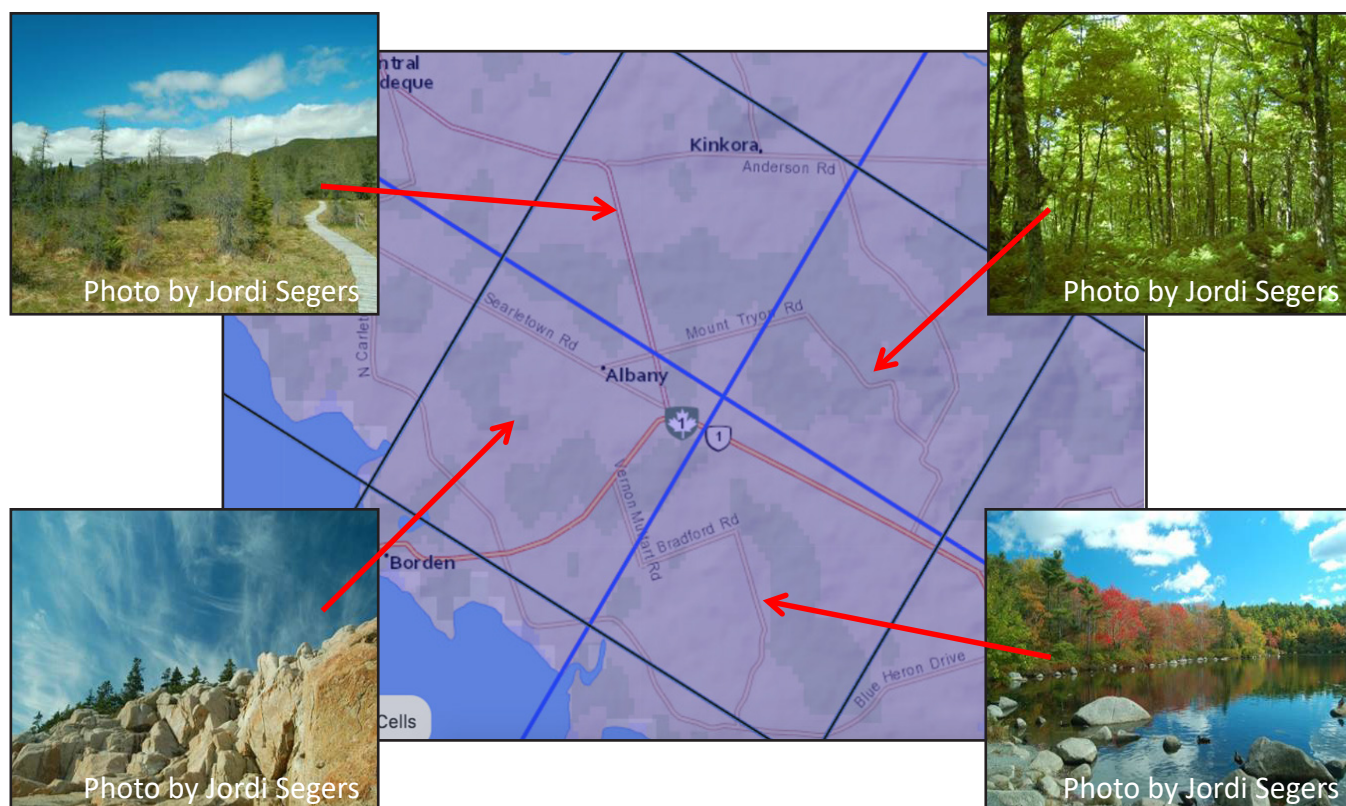 ntral
deque
Kinkora
Anderson Rd
Photo by Jordi Segers
Photo by Jordi Segers
N Carlet
Searletown Rd
Mount Tryon Rd
Albany
1
1
Vernon Mutart Rd
Bradford Rd
Borden
Blue Heron Drive
Cells
Photo by Jordi Segers
Photo by Jordi Segers